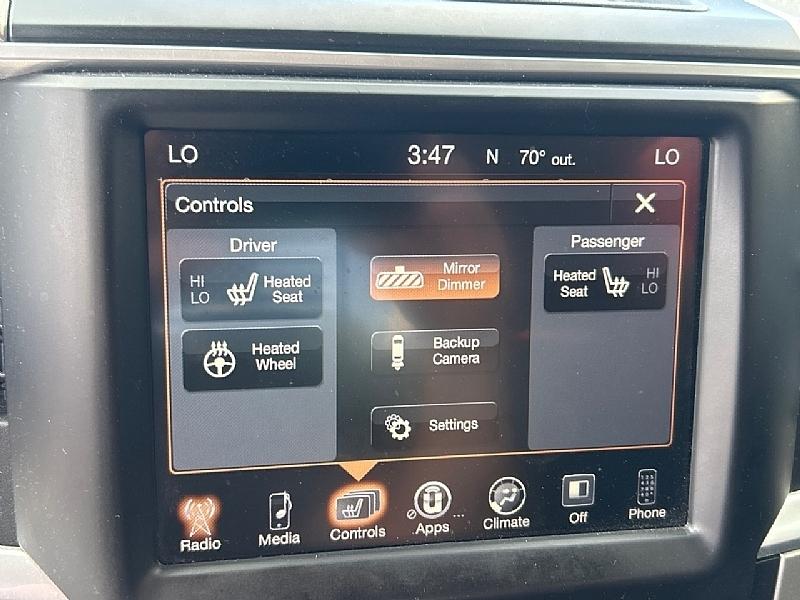 LO 3:47 N 70° out. LO
Controls X
Driver
HI
LO
Heated
Seat
Heated
Wheel
Mirror
Dimmer
Backup
Camera
Settings
Passenger
Heated
Seat
HI
LO
Radio Media Controls Apps Climate Off Phone